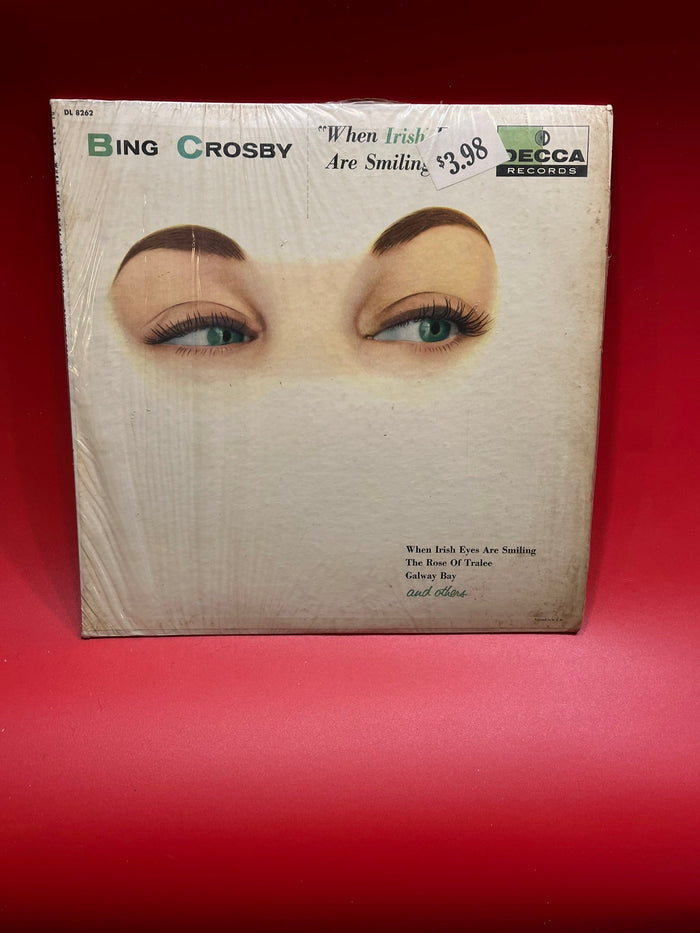 DL 8262
BING CROSBY
"When Irish
Are Smiling
$3.98
DECCA
RECORDS
When Irish Eyes Are Smiling
The Rose Of Tralee
Galway Bay
and others